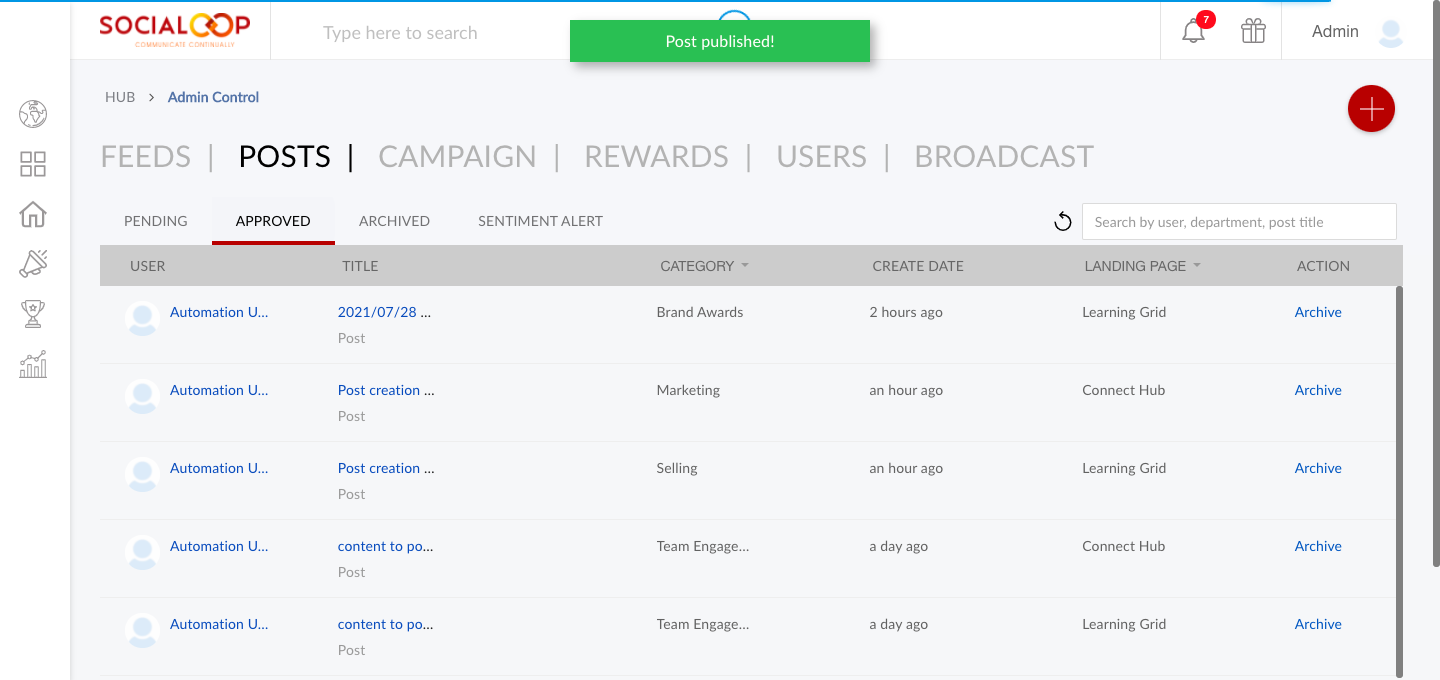 SOCIALOOP
COMMUNICATE CONTINUALLY
Type here to search
Post published!
7
Admin
HUB > Admin Control
FEEDS | POSTS | CAMPAIGN | REWARDS | USERS | BROADCAST
PENDING APPROVED ARCHIVED SENTIMENT ALERT Search by user, department, post title
USER TITLE CATEGORY CREATE DATE LANDING PAGE ACTION
Automation U... 2021/07/28 ... Brand Awards 2 hours ago Learning Grid Archive
Post
Automation U... Post creation ... Marketing an hour ago Connect Hub Archive
Post
Automation U... Post creation ... Selling an hour ago Learning Grid Archive
Post
Automation U... content to po... Team Engage... a day ago Connect Hub Archive
Post
Automation U... content to po... Team Engage... a day ago Learning Grid Archive
Post